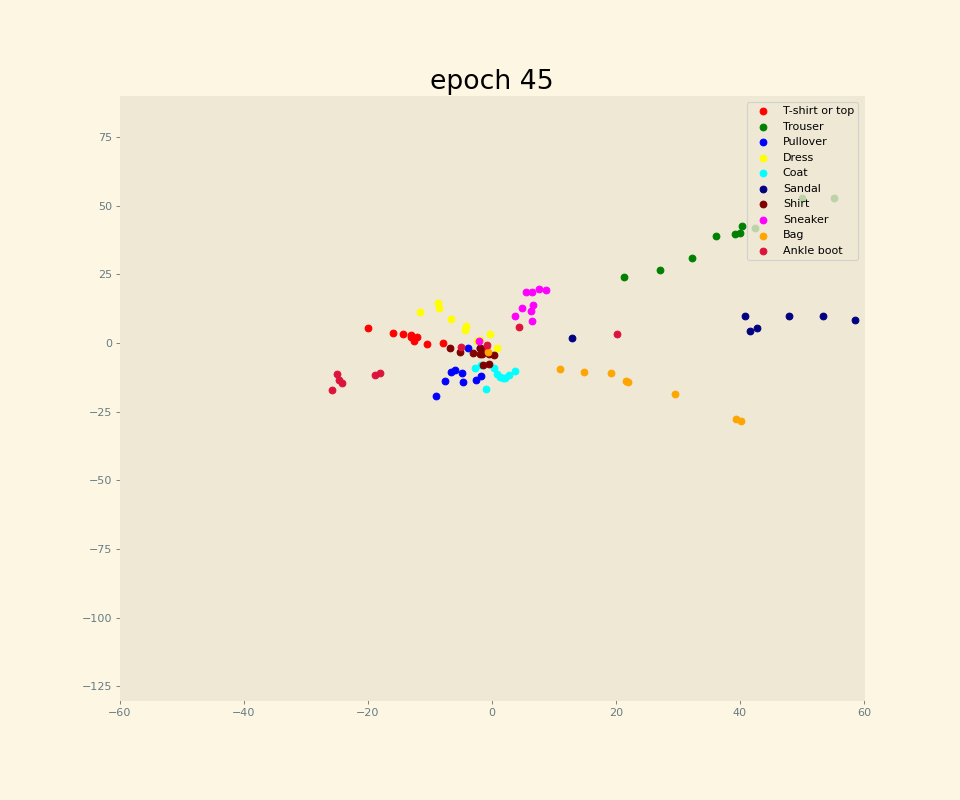 epoch 45
75
50
25
0
−25
−50
−75
−100
−125
−60
−40
−20
0
20
40
60
T-shirt or top
Trouser
Pullover
Dress
Coat
Sandal
Shirt
Sneaker
Bag
Ankle boot